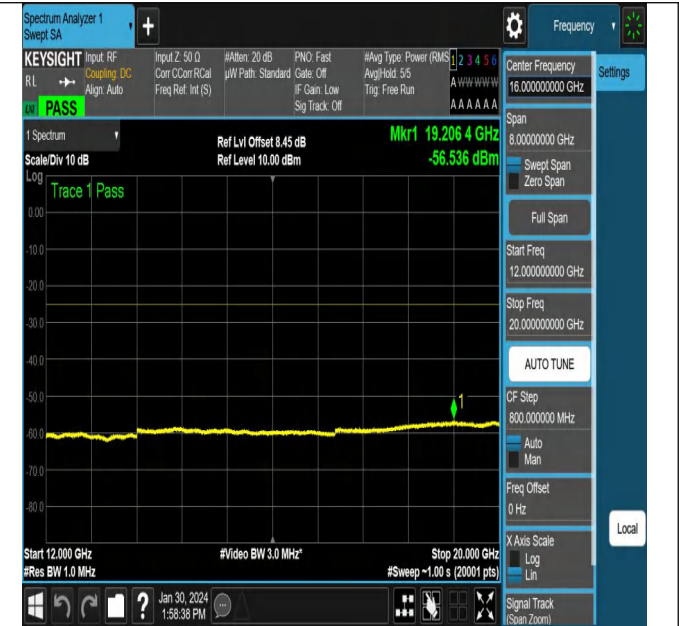 Spectrum Analyzer 1
Swept SA
+
Frequency
KEYSIGHT
RL
Input: RF
Coupling: DC
Align: Auto
Input Z: 50 Ω
Corr CCorr RCal
Freq Ref: Int (S)
#Atten: 20 dB
µW Path: Standard
PNO: Fast
Gate: Off
IF Gain: Low
Sig Track: Off
#Avg Type: Power (RMS
Avg|Hold: 5/5
Trig: Free Run
1 2 3 4 5 6
A W W W W W
A A A A A A
PASS
1 Spectrum
Scale/Div 10 dB
Ref Lvl Offset 8.45 dB
Ref Level 10.00 dBm
Mkr1 19.206 4 GHz
-56.536 dBm
Log
Trace 1 Pass
0.00
-10.0
-20.0
-30.0
-40.0
-50.0
-60.0
-70.0
-80.0
1
Start 12.000 GHz
#Res BW 1.0 MHz
#Video BW 3.0 MHz*
Stop 20.000 GHz
#Sweep ~1.00 s (20001 pts)
Center Frequency
16.000000000 GHz
Span
8.00000000 GHz
Swept Span
Zero Span
Full Span
Start Freq
12.000000000 GHz
Stop Freq
20.000000000 GHz
AUTO TUNE
CF Step
800.000000 MHz
Auto
Man
Freq Offset
0 Hz
X Axis Scale
Log
Lin
Signal Track
(Span Zoom)
Settings
Local
?
Jan 30, 2024
1:58:38 PM